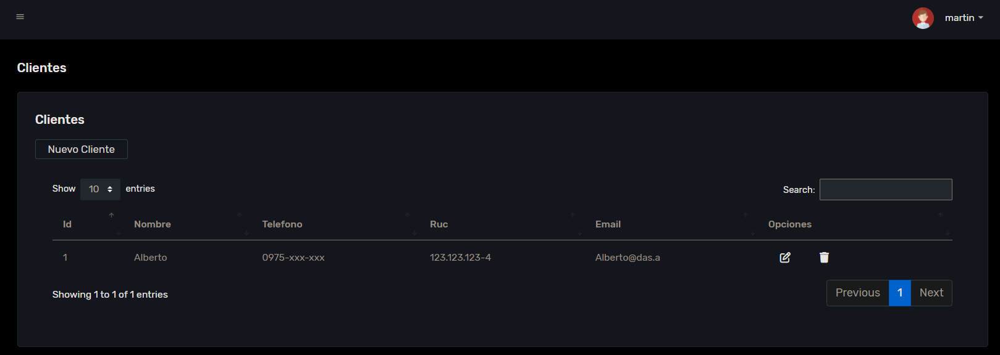 martin
Clientes
Clientes
Nuevo Cliente
Show 10 entries
Search:
Id Nombre Telefono Ruc Email Opciones
1 Alberto 0975-xxx-xxx 123.123.123-4 Alberto@das.a
Showing 1 to 1 of 1 entries
Previous 1 Next